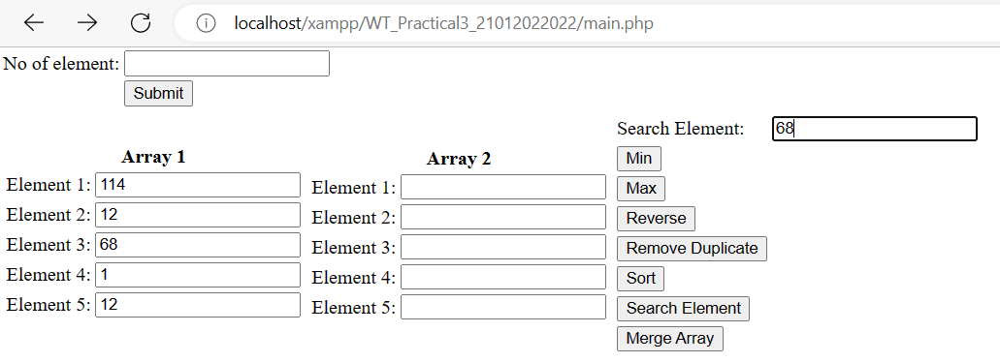 localhost/xampp/WT_Practical3_21012022022/main.php
No of element:
Submit
Array 1
Element 1: 114
Element 2: 12
Element 3: 68
Element 4: 1
Element 5: 12
Array 2
Element 1:
Element 2:
Element 3:
Element 4:
Element 5:
Search Element: 68
Min
Max
Reverse
Remove Duplicate
Sort
Search Element
Merge Array